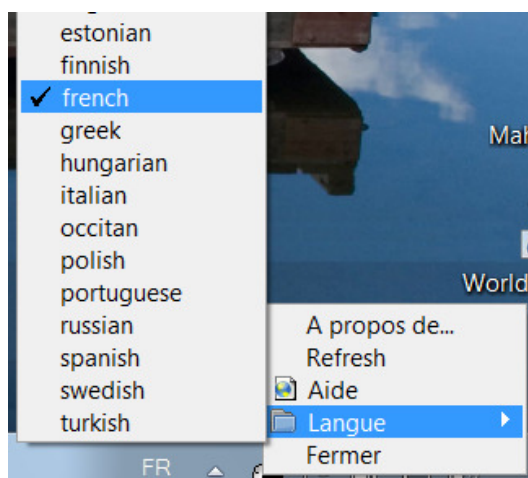 estonian
finnish
french
greek
hungarian
italian
occitan
polish
portuguese
russian
spanish
swedish
turkish
World
A propos de...
Refresh
Aide
Langue
Fermer
FR